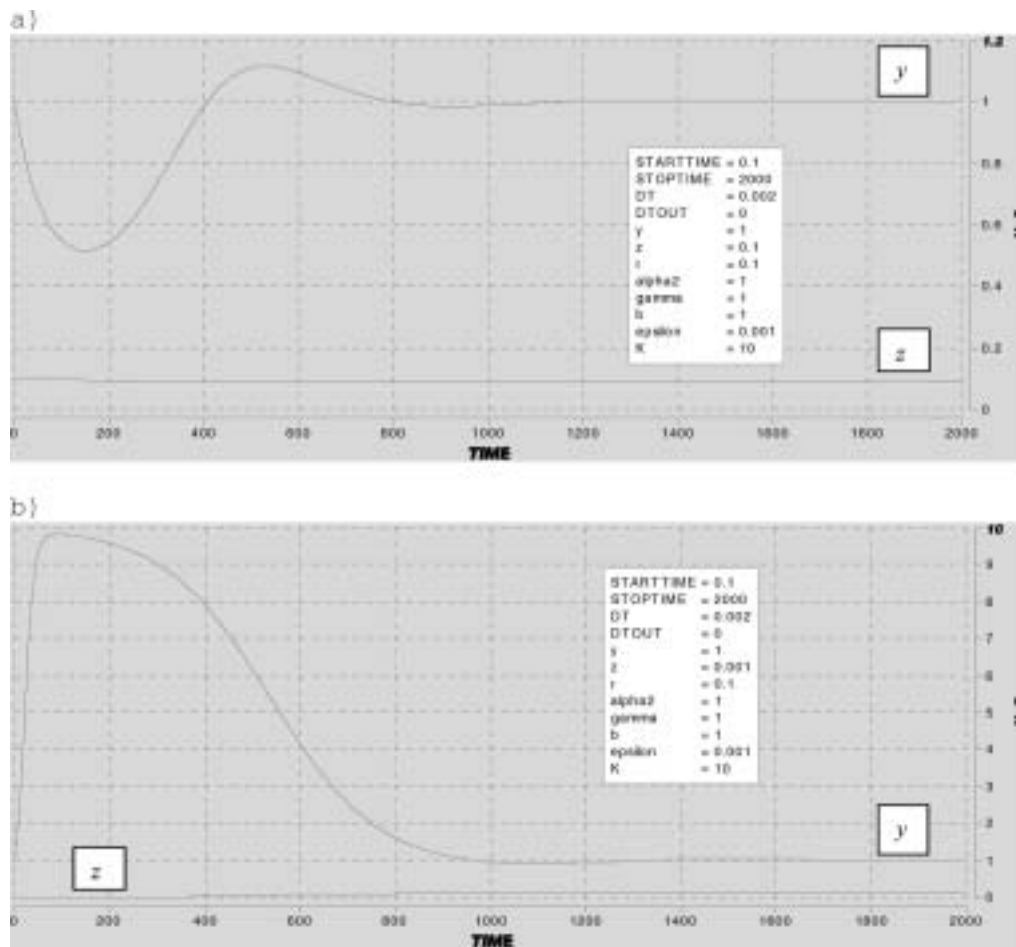 a)
y
1.2
1
0.8
0.6
0.4
0.2
0
STARTTIME = 0.1
STOPTIME = 2000
DT = 0.002
DTOUT = 0
y = 1
z = 0.1
r = 0.1
alpha2 = 1
gamma = 1
b = 1
epsilon = 0.001
K = 10
z
0 200 400 600 800 1000 1200 1400 1600 1800 2000
TIME
b)
10
9
8
7
6
5
4
3
2
1
0
STARTTIME = 0.1
STOPTIME = 2000
DT = 0.002
DTOUT = 0
y = 1
z = 0.001
r = 0.1
alpha2 = 1
gamma = 1
b = 1
epsilon = 0.001
K = 10
y
z
0 200 400 600 800 1000 1200 1400 1600 1800 2000
TIME